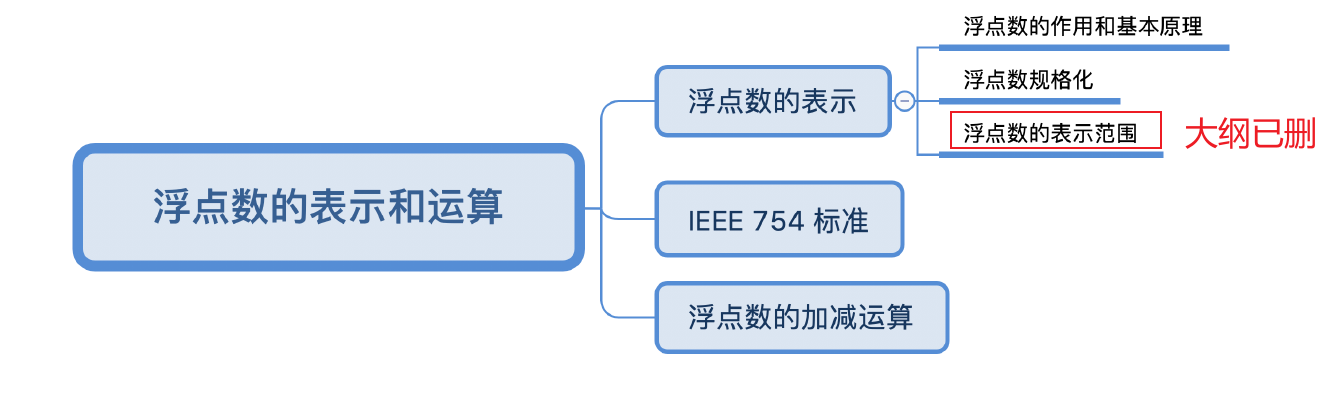 浮点数的表示和运算
浮点数的表示
浮点数的作用和基本原理
浮点数规格化
浮点数的表示范围
大纲已删
IEEE 754 标准
浮点数的加减运算